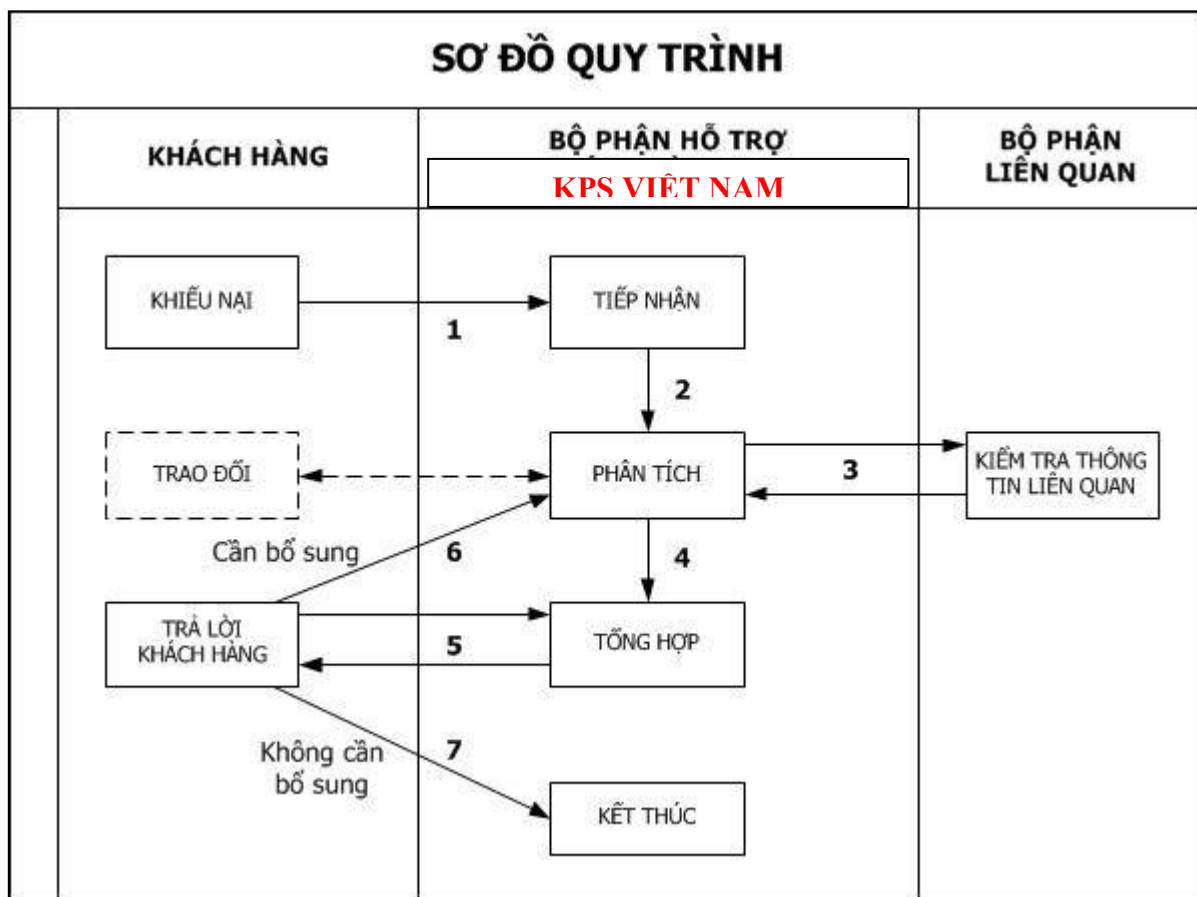 SƠ ĐỒ QUY TRÌNH
KHÁCH HÀNG
BỘ PHẬN HỖ TRỢ
KPS VIỆT NAM
BỘ PHẬN
LIÊN QUAN
KHIẾU NẠI
1
TIẾP NHẬN
2
TRAO ĐỔI
PHÂN TÍCH
3
KIỂM TRA THÔNG
TIN LIÊN QUAN
Cần bổ sung
6
4
TRẢ LỜI
KHÁCH HÀNG
5
TỔNG HỢP
Không cần
bổ sung
7
KẾT THÚC